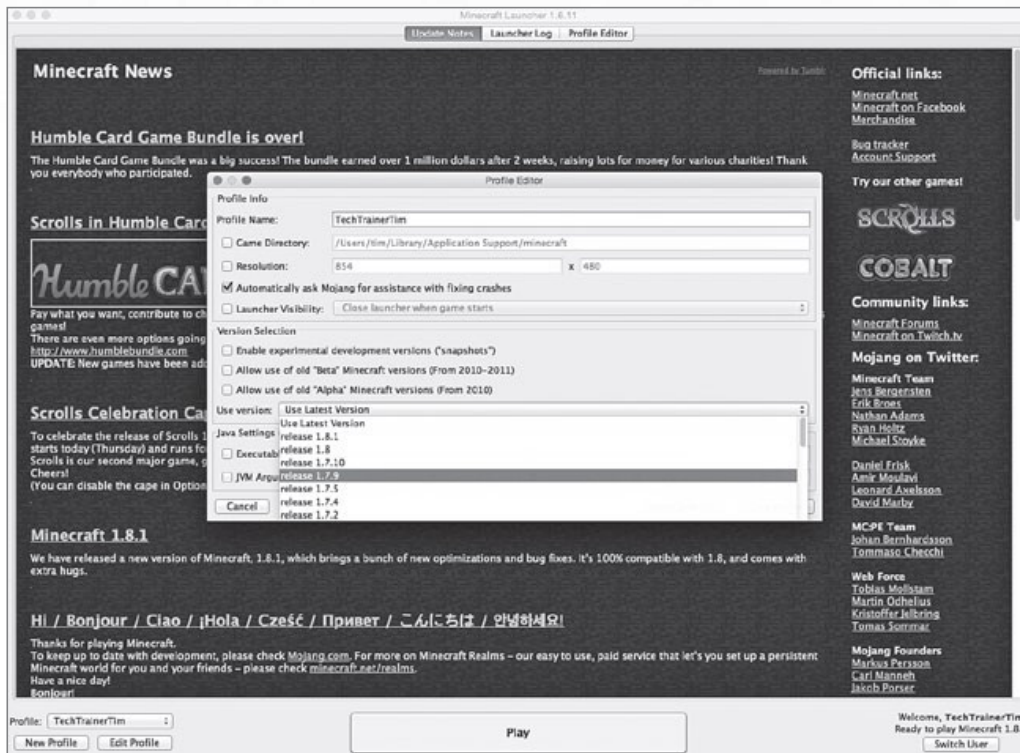 Minecraft Launcher 1.6.11
Update Notes
Launcher Log
Profile Editor
Minecraft News
Powered by Tumblr
Humble Card Game Bundle is over!
The Humble Card Game Bundle was a big success! The bundle earned over 1 million dollars after 2 weeks, raising lots for money for various charities! Thank
you everybody who participated.
Scrolls in Humble Card
Humble CA
Pay what you want, contribute to ch
games!
There are even more options going
http://www.humblebundle.com
UPDATE: New games have been add
Scrolls Celebration Cap
To celebrate the release of Scrolls 1
starts today (Thursday) and runs fo
Scrolls is our second major game, g
Cheers!
(You can disable the cape in Option
Minecraft 1.8.1
We have released a new version of Minecraft, 1.8.1, which brings a bunch of new optimizations and bug fixes. It's 100% compatible with 1.8, and comes with
extra hugs.
Hi / Bonjour / Ciao / ¡Hola / Cześć / Привет / こんにちは / 안녕하세요!
Thanks for playing Minecraft.
To keep up to date with development, please check Mojang.com. For more on Minecraft Realms – our easy to use, paid service that let's you set up a persistent
Minecraft world for you and your friends – please check minecraft.net/realms.
Have a nice day!
Bonjour!
Profile Editor
Profile Info
Profile Name: TechTrainerTim
Game Directory: /Users/tim/Library/Application Support/minecraft
Resolution: 854 x 480
Automatically ask Mojang for assistance with fixing crashes
Launcher Visibility: Close launcher when game starts
Version Selection
Enable experimental development versions ("snapshots")
Allow use of old "Beta" Minecraft versions (From 2010-2011)
Allow use of old "Alpha" Minecraft versions (From 2010)
Use version: Use Latest Version
Use Latest Version
release 1.8.1
release 1.8
release 1.7.10
release 1.7.9
release 1.7.5
release 1.7.4
release 1.7.2
Java Settings
Executab
JVM Argu
Cancel
Official links:
Minecraft.net
Minecraft on Facebook
Merchandise
Bug tracker
Account Support
Try our other games!
SCROLLS
COBALT
Community links:
Minecraft Forums
Minecraft on Twitch.tv
Mojang on Twitter:
Minecraft Team
Jens Bergensten
Erik Broes
Nathan Adams
Ryan Holtz
Michael Stoyke
Daniel Frisk
Amir Moulavi
Leonard Axelsson
David Marby
MC:PE Team
Johan Bernhardsson
Tommaso Checchi
Web Force
Tobias Mollstam
Martin Odhelius
Kristoffer Jelbring
Tomas Sommar
Mojang Founders
Markus Persson
Carl Manneh
Jakob Porser
Profile: TechTrainerTim
New Profile
Edit Profile
Play
Welcome, TechTrainerTim
Ready to play Minecraft 1.8
Switch User